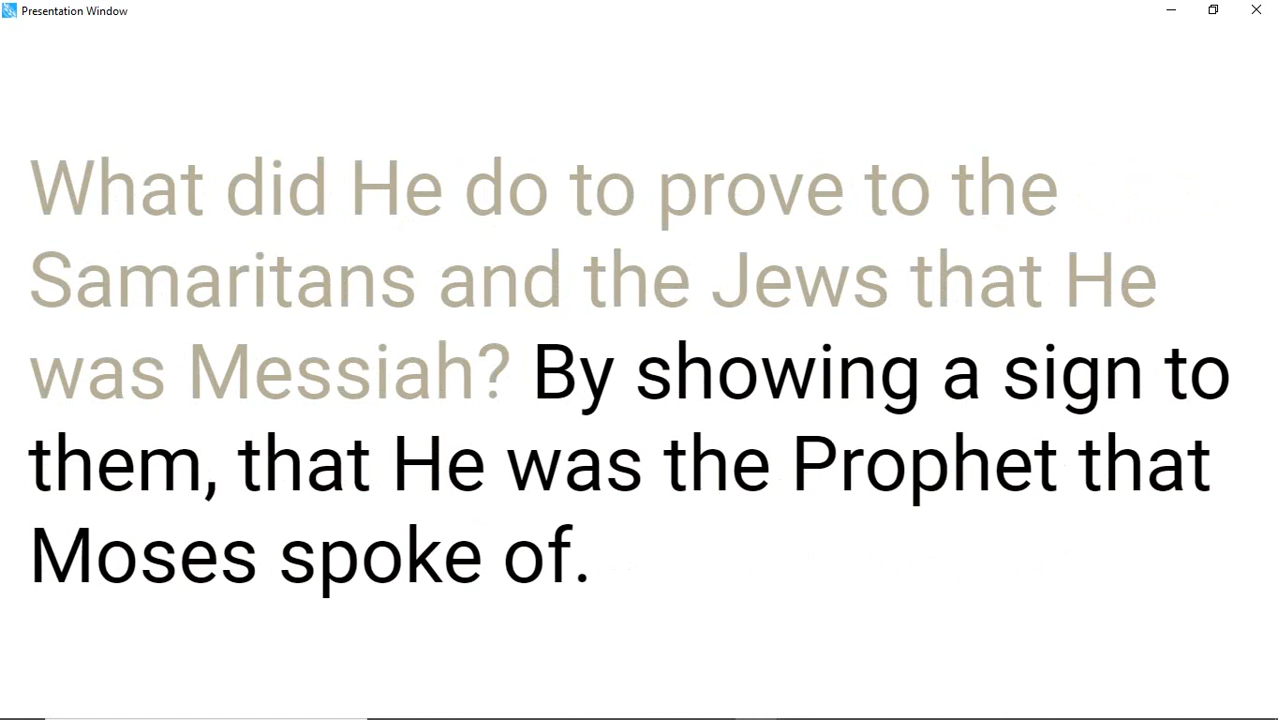 Presentation Window
What did He do to prove to the
Samaritans and the Jews that He
was Messiah? By showing a sign to
them, that He was the Prophet that
Moses spoke of.